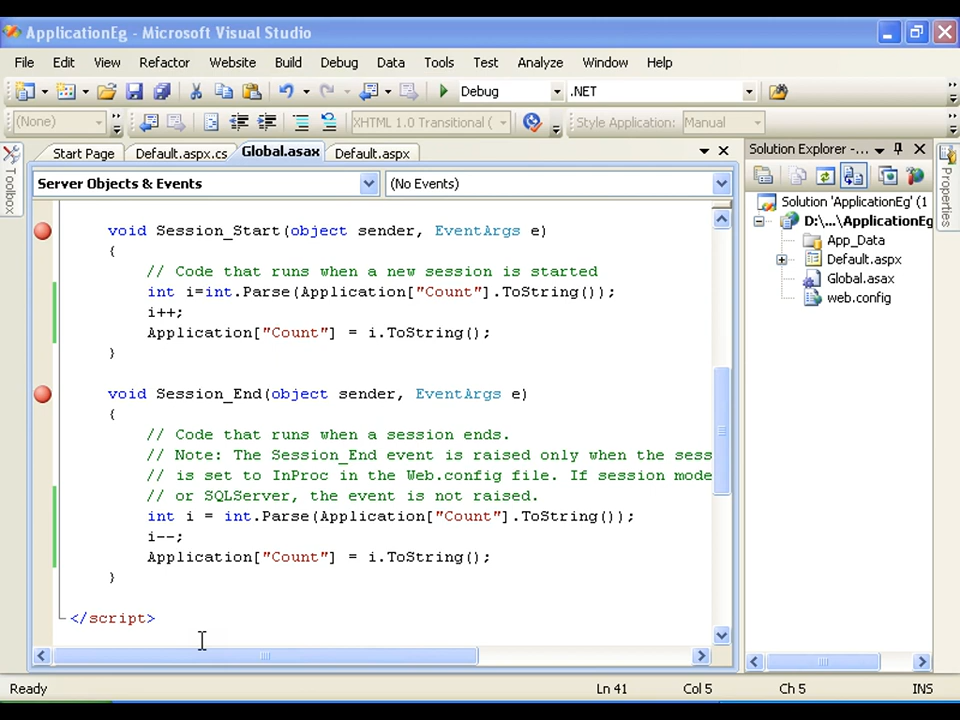 ApplicationEg - Microsoft Visual Studio
File Edit View Refactor Website Build Debug Data Tools Test Analyze Window Help
Debug .NET
(None) XHTML 1.0 Transitional ( Style Application: Manual
Start Page Default.aspx.cs Global.asax Default.aspx
Solution Explorer -...
Toolbox
Properties
Server Objects & Events (No Events)
Solution 'ApplicationEg' (1
D:\...\ApplicationEg
App_Data
Default.aspx
Global.asax
web.config
void Session_Start(object sender, EventArgs e)
{
// Code that runs when a new session is started
int i=int.Parse(Application["Count"].ToString());
i++;
Application["Count"] = i.ToString();
}
void Session_End(object sender, EventArgs e)
{
// Code that runs when a session ends.
// Note: The Session_End event is raised only when the sess
// is set to InProc in the Web.config file. If session mode
// or SQLServer, the event is not raised.
int i = int.Parse(Application["Count"].ToString());
i--;
Application["Count"] = i.ToString();
}
</script>
Ready Ln 41 Col 5 Ch 5 INS